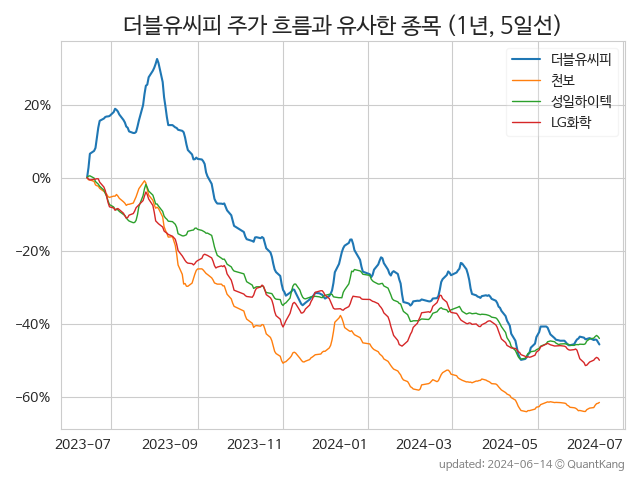 더블유씨피 주가 흐름과 유사한 종목 (1년, 5일선)
더블유씨피
천보
성일하이텍
LG화학
20%
0%
−20%
−40%
−60%
2023-07 2023-09 2023-11 2024-01 2024-03 2024-05 2024-07
updated: 2024-06-14 © QuantKang